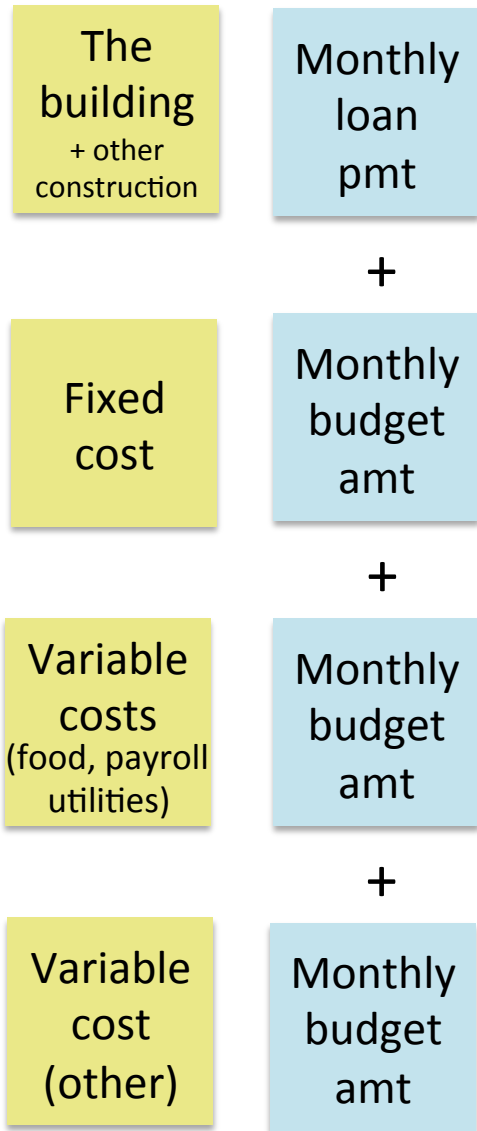 The
building
+ other
construction
Monthly
loan
pmt
+
Fixed
cost
Monthly
budget
amt
+
Variable
costs
(food, payroll
utilities)
Monthly
budget
amt
+
Variable
cost
(other)
Monthly
budget
amt